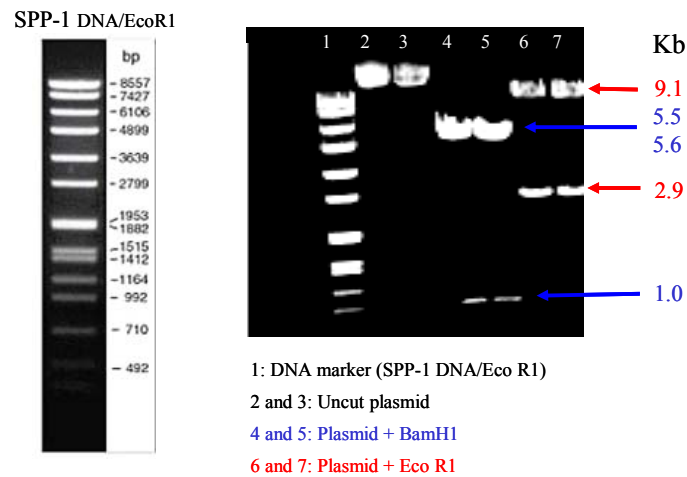 SPP-1 DNA/EcoR1
bp
8557
7427
6106
4899
3639
2799
1953
1882
1515
1412
1164
992
710
492
1 2 3 4 5 6 7
Kb
9.1
5.5
5.6
2.9
1.0
1: DNA marker (SPP-1 DNA/Eco R1)
2 and 3: Uncut plasmid
4 and 5: Plasmid + BamH1
6 and 7: Plasmid + Eco R1